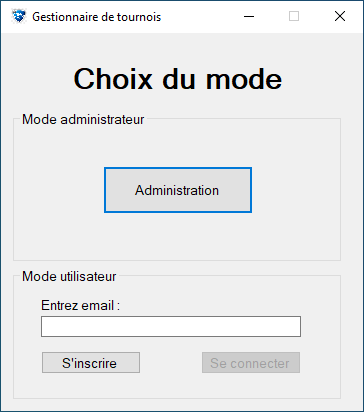 Gestionnaire de tournois
Choix du mode
Mode administrateur
Administration
Mode utilisateur
Entrez email :
S'inscrire
Se connecter